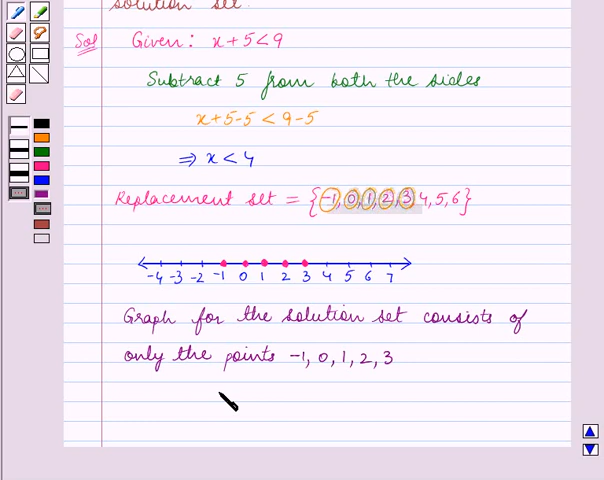 solution set.
Sol Given: x+5<9
Subtract 5 from both the sides
x+5-5 < 9-5
⇒ x < 4
Replacement set = {-1, 0, 1, 2, 3 4, 5, 6}
-4 -3 -2 -1 0 1 2 3 4 5 6 7
Graph for the solution set consists of
only the points -1, 0, 1, 2, 3